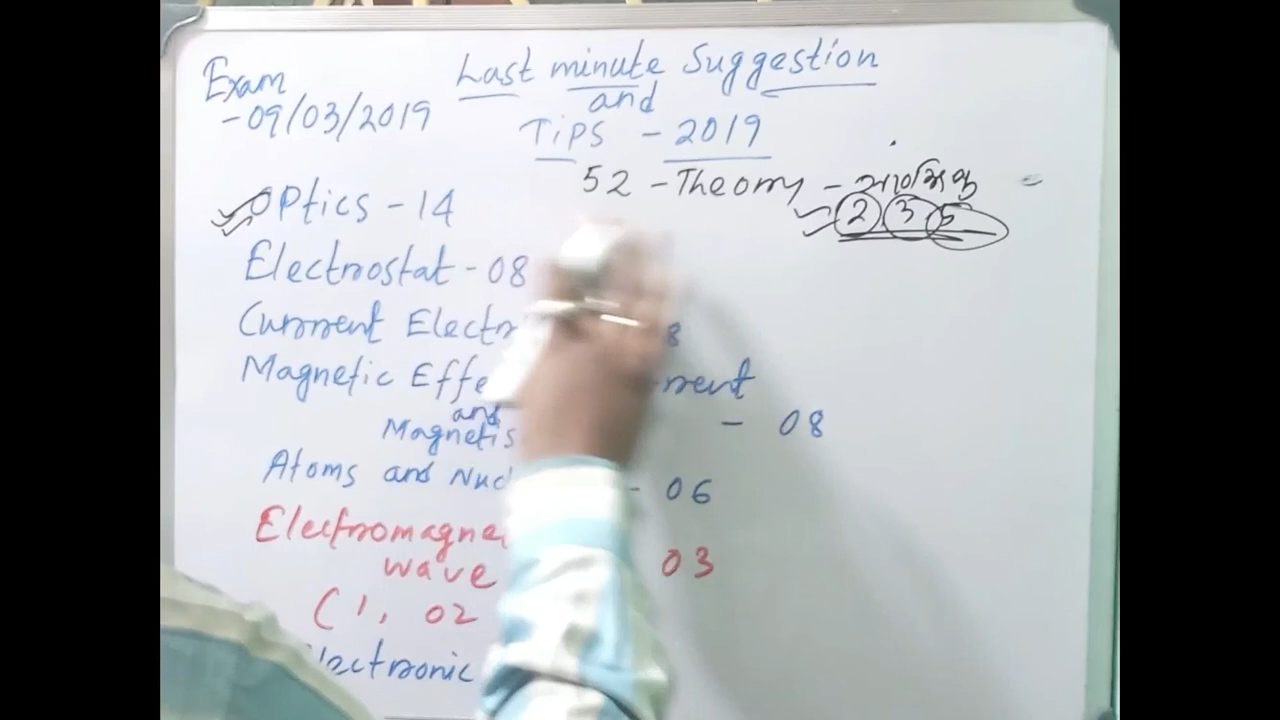 Exam
-09/03/2019
Last minute Suggestion
and
TiPS - 2019
52 - Theory -
2 3 5
OPtics - 14
Electrostat - 08
Current Electr 8
Magnetic Effe rrent
and
Magnetis - 08
Atoms and Nuc - 06
Electromagne
wave 03
(1, 02
lectronic